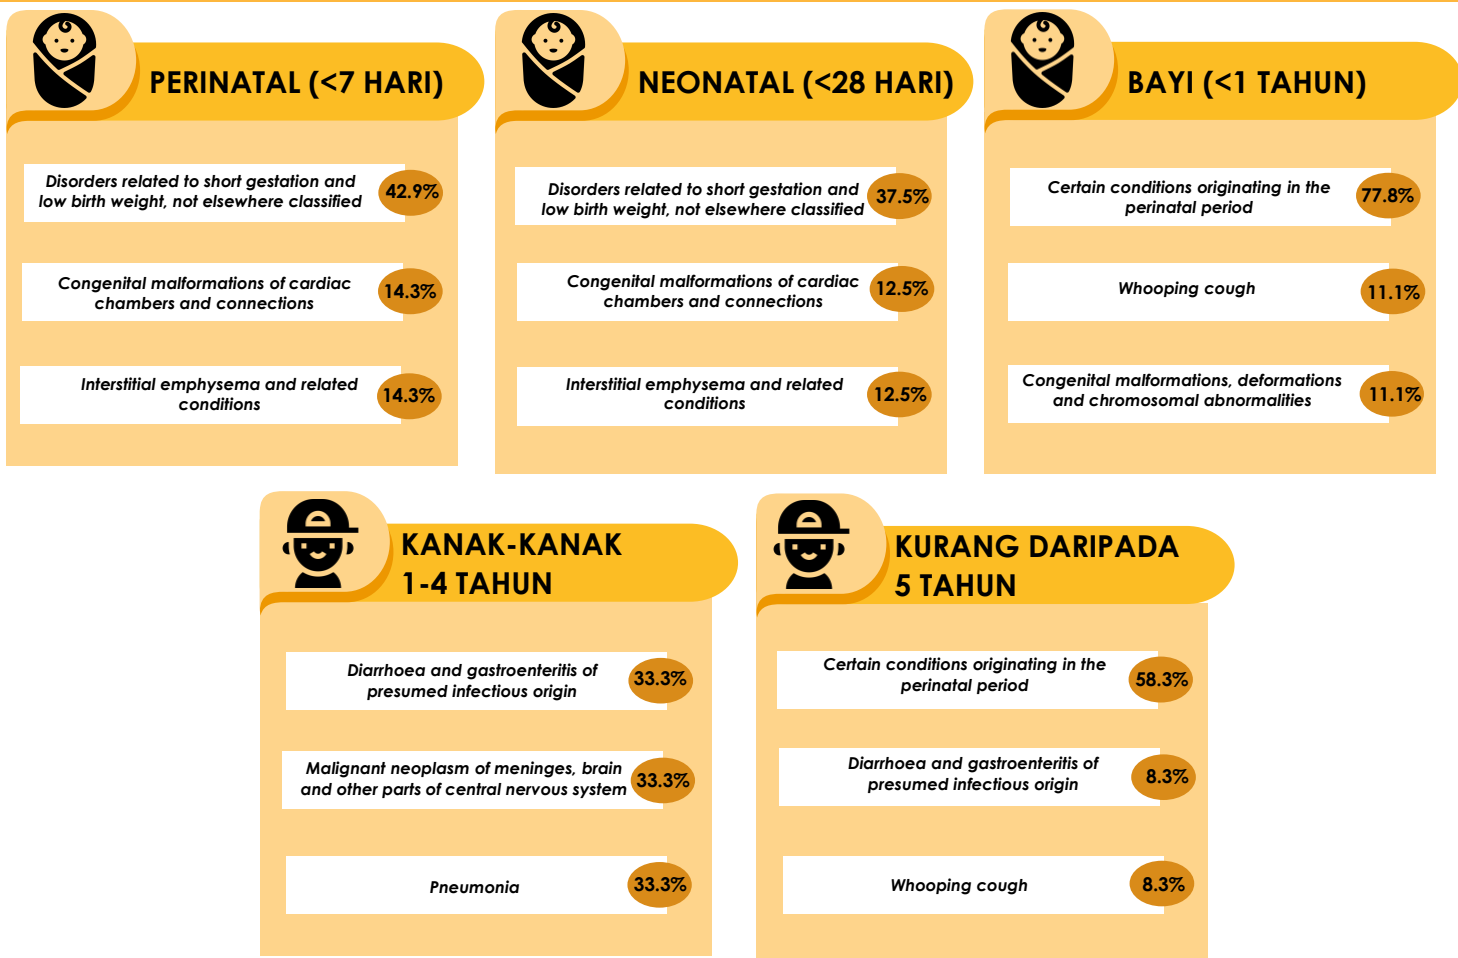 PERINATAL (<7 HARI)
Disorders related to short gestation and
low birth weight, not elsewhere classified
42.9%
Congenital malformations of cardiac
chambers and connections
14.3%
Interstitial emphysema and related
conditions
14.3%
NEONATAL (<28 HARI)
Disorders related to short gestation and
low birth weight, not elsewhere classified
37.5%
Congenital malformations of cardiac
chambers and connections
12.5%
Interstitial emphysema and related
conditions
12.5%
BAYI (<1 TAHUN)
Certain conditions originating in the
perinatal period
77.8%
Whooping cough
11.1%
Congenital malformations, deformations
and chromosomal abnormalities
11.1%
KANAK-KANAK
1-4 TAHUN
Diarrhoea and gastroenteritis of
presumed infectious origin
33.3%
Malignant neoplasm of meninges, brain
and other parts of central nervous system
33.3%
Pneumonia
33.3%
KURANG DARIPADA
5 TAHUN
Certain conditions originating in the
perinatal period
58.3%
Diarrhoea and gastroenteritis of
presumed infectious origin
8.3%
Whooping cough
8.3%